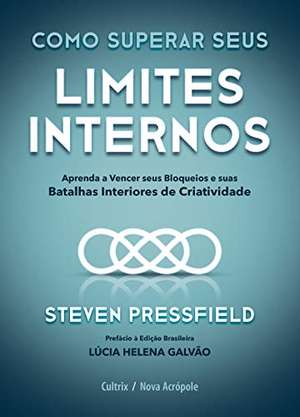 COMO SUPERAR SEUS
LIMITES
INTERNOS
Aprenda a Vencer seus Bloqueios e suas
Batalhas Interiores de Criatividade
STEVEN PRESSFIELD
Prefácio à Edição Brasileira
LÚCIA HELENA GALVÃO
Cultrix / Nova Acrópole